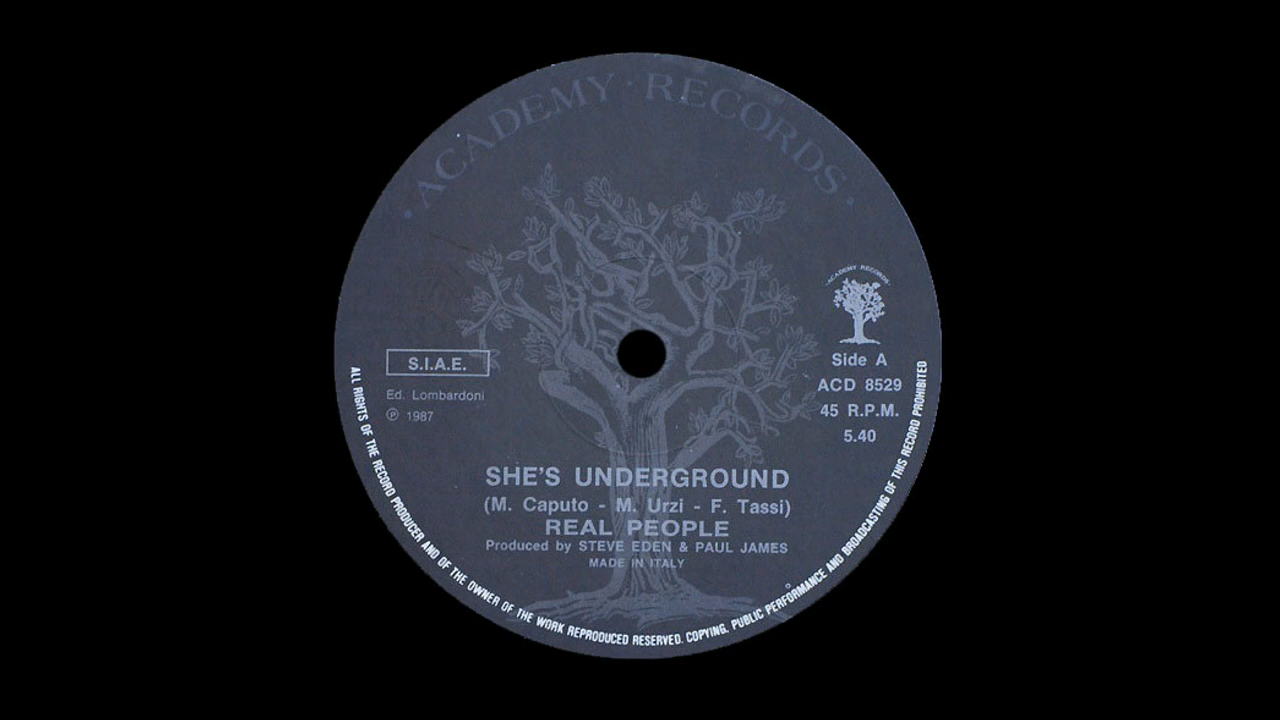 · ACADEMY · RECORDS ·
·ACADEMY RECORDS·
S.I.A.E.
Ed. Lombardoni
Ⓟ 1987
Side A
ACD 8529
45 R.P.M.
5.40
SHE'S UNDERGROUND
(M. Caputo - M. Urzi - F. Tassi)
REAL PEOPLE
Produced by STEVE EDEN & PAUL JAMES
MADE IN ITALY
ALL RIGHTS OF THE RECORD PRODUCER AND OF THE OWNER OF THE WORK REPRODUCED RESERVED. COPYING, PUBLIC PERFORMANCE AND BROADCASTING OF THIS RECORD PROHIBITED